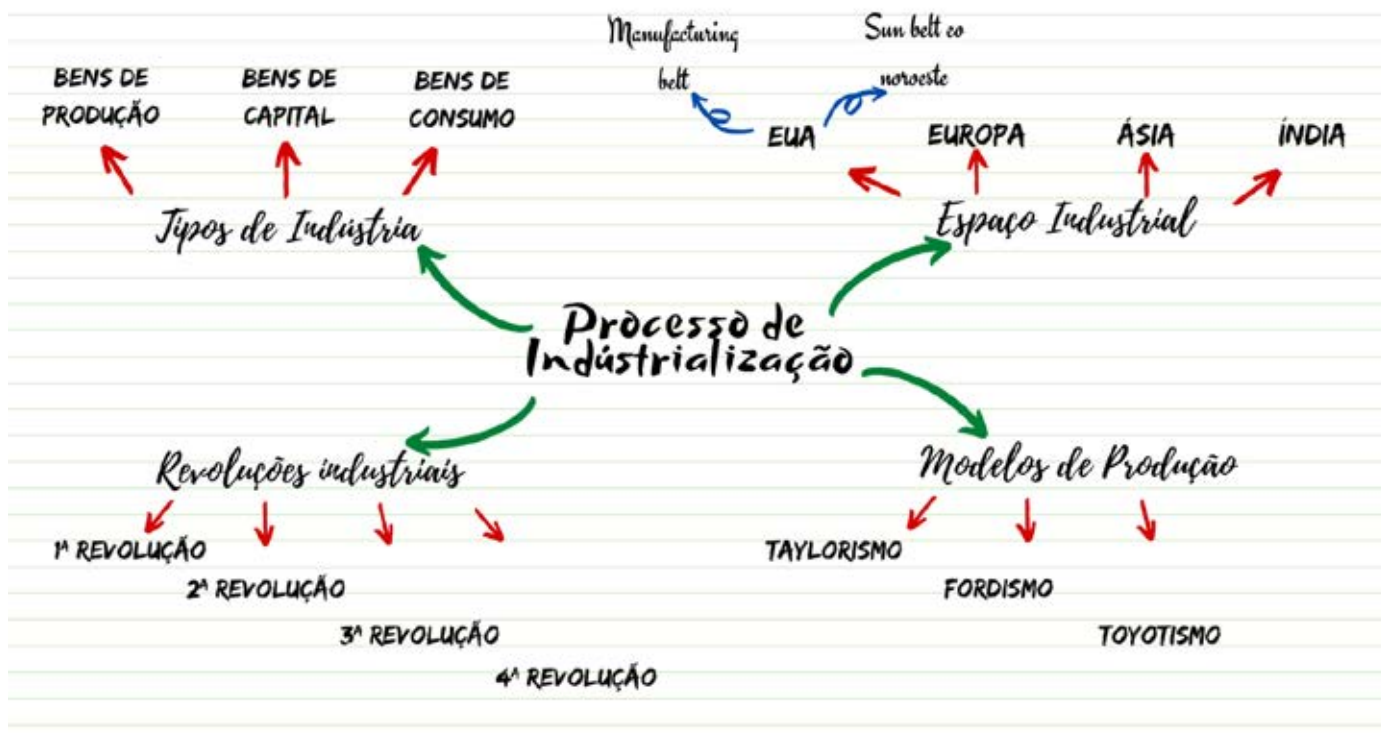 Manufacturing
belt
Sun belt eo
noroeste
BENS DE
PRODUÇÃO
BENS DE
CAPITAL
BENS DE
CONSUMO
EUA
EUROPA
ÁSIA
ÍNDIA
Tipos de Indústria
Espaço Industrial
Processo de
Indústrialização
Revoluções industriais
Modelos de Produção
1ª REVOLUÇÃO
2ª REVOLUÇÃO
3ª REVOLUÇÃO
4ª REVOLUÇÃO
TAYLORISMO
FORDISMO
TOYOTISMO